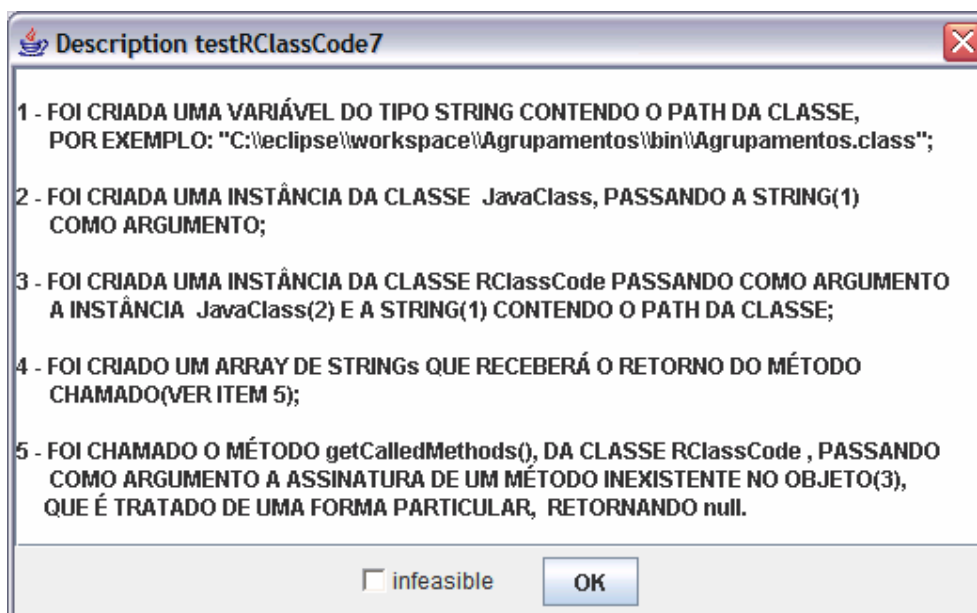 Description testRClassCode7
1 - FOI CRIADA UMA VARIÁVEL DO TIPO STRING CONTENDO O PATH DA CLASSE,
POR EXEMPLO: "C:\\eclipse\\workspace\\Agrupamentos\\bin\\Agrupamentos.class";
2 - FOI CRIADA UMA INSTÂNCIA DA CLASSE JavaClass, PASSANDO A STRING(1)
COMO ARGUMENTO;
3 - FOI CRIADA UMA INSTÂNCIA DA CLASSE RClassCode PASSANDO COMO ARGUMENTO
A INSTÂNCIA JavaClass(2) E A STRING(1) CONTENDO O PATH DA CLASSE;
4 - FOI CRIADO UM ARRAY DE STRINGs QUE RECEBERÁ O RETORNO DO MÉTODO
CHAMADO(VER ITEM 5);
5 - FOI CHAMADO O MÉTODO getCalledMethods(), DA CLASSE RClassCode , PASSANDO
COMO ARGUMENTO A ASSINATURA DE UM MÉTODO INEXISTENTE NO OBJETO(3),
QUE É TRATADO DE UMA FORMA PARTICULAR, RETORNANDO null.
infeasible
OK